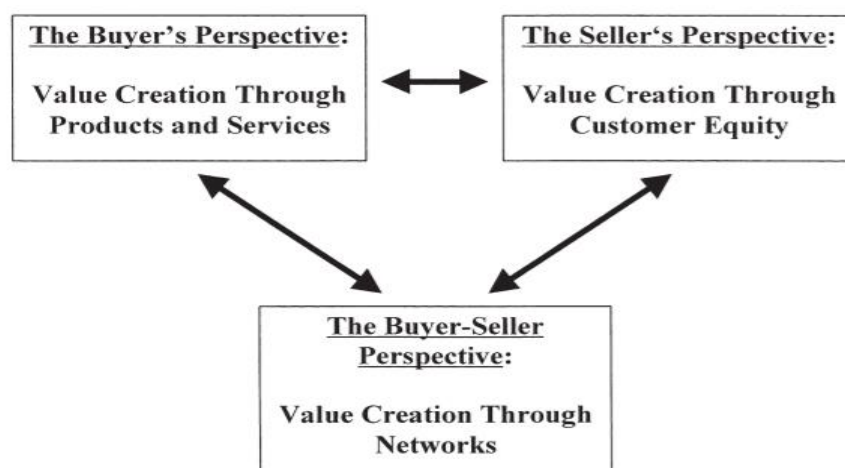 The Buyer's Perspective:
Value Creation Through
Products and Services
The Seller‘s Perspective:
Value Creation Through
Customer Equity
The Buyer-Seller
Perspective:
Value Creation Through
Networks